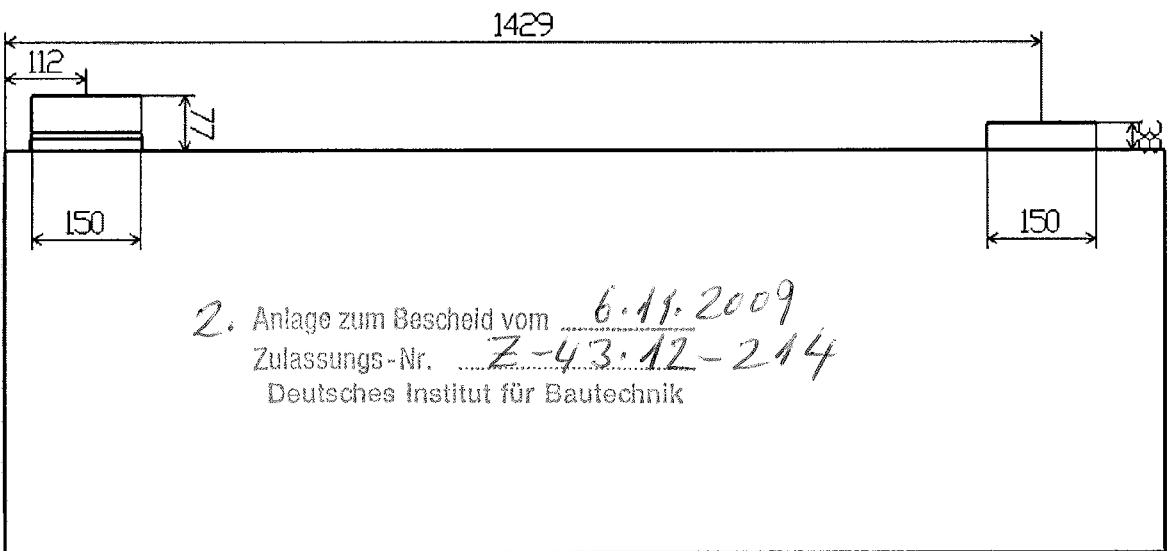 1429
112
77
38
150
150
2. Anlage zum Bescheid vom 6.11.2009
Zulassungs-Nr. Z-43.12-214
Deutsches Institut für Bautechnik